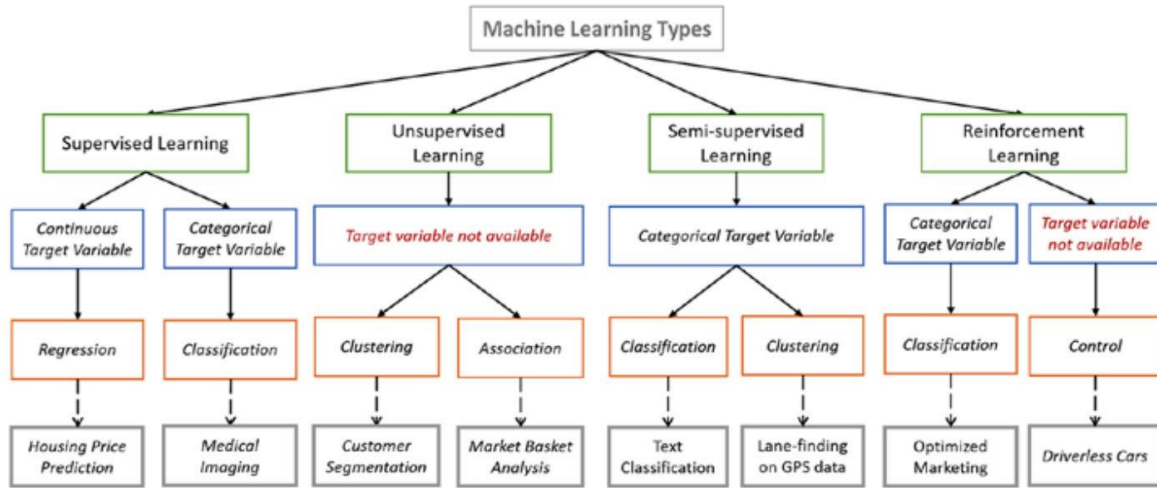 Machine Learning Types
Supervised Learning
Unsupervised
Learning
Semi-supervised
Learning
Reinforcement
Learning
Continuous
Target Variable
Categorical
Target Variable
Target variable not available
Categorical Target Variable
Categorical
Target Variable
Target variable
not available
Regression
Classification
Clustering
Association
Classification
Clustering
Classification
Control
Housing Price
Prediction
Medical
Imaging
Customer
Segmentation
Market Basket
Analysis
Text
Classification
Lane-finding
on GPS data
Optimized
Marketing
Driverless Cars